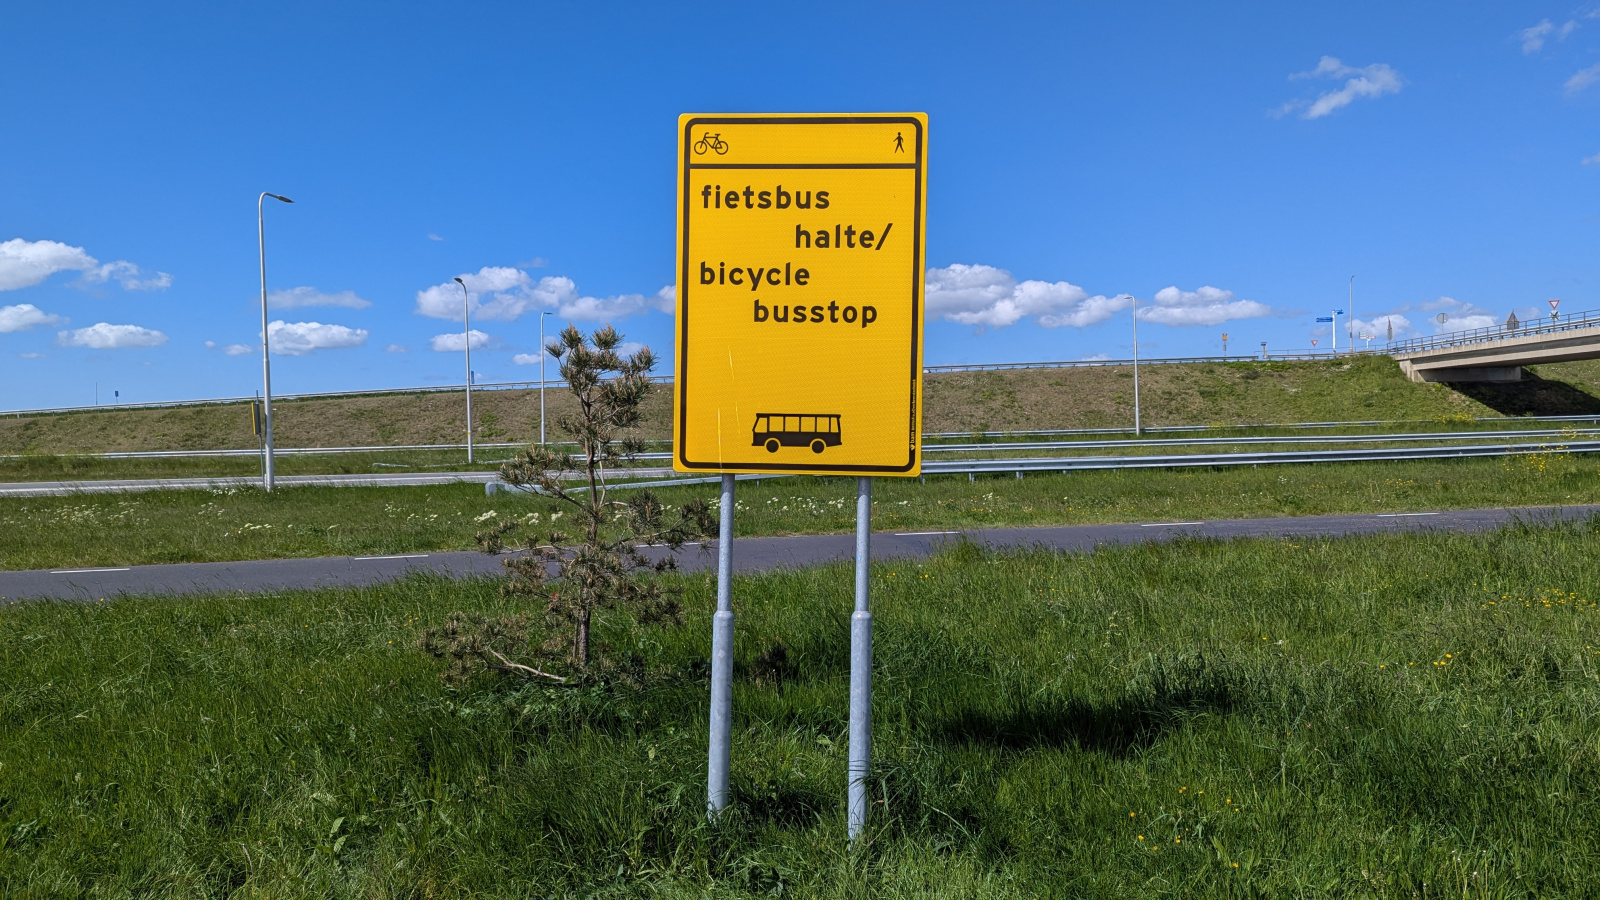 fietsbus
halte/
bicycle
busstop